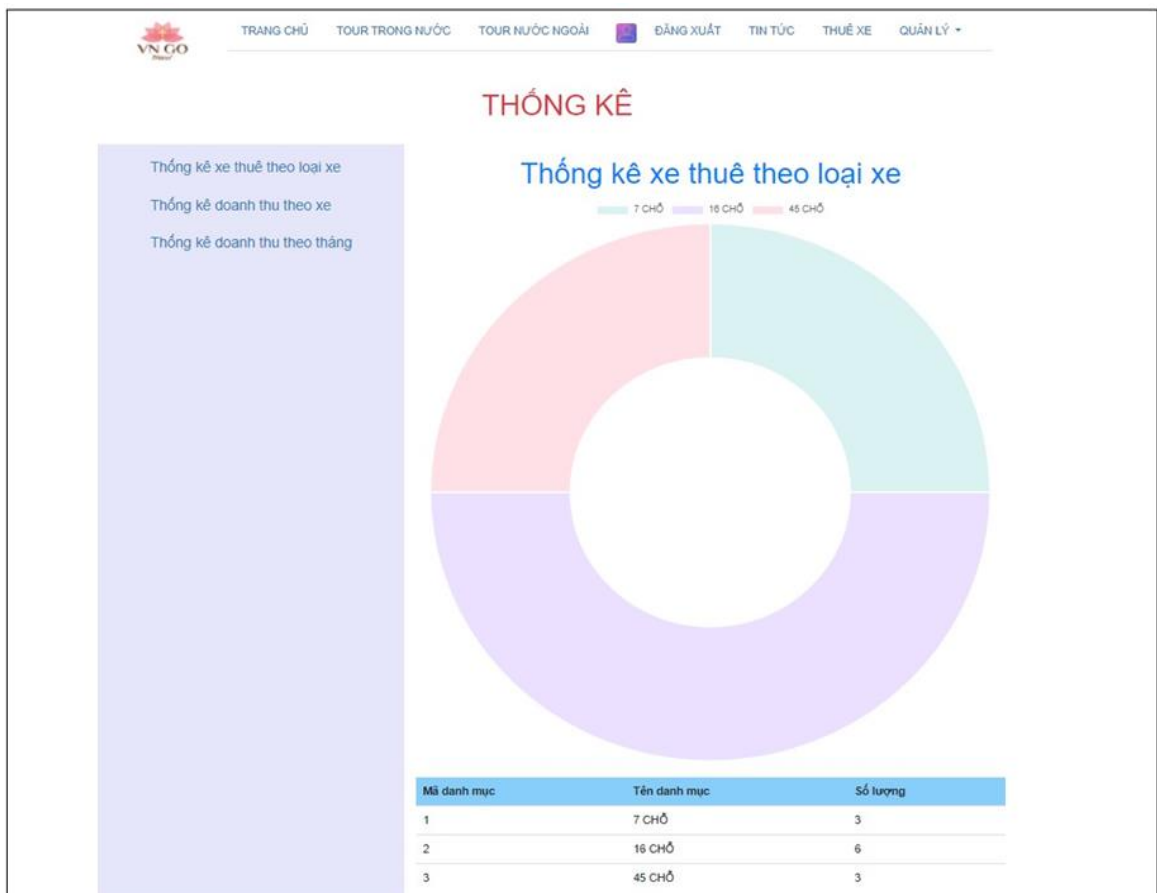 VN GO
Travel
TRANG CHỦ TOUR TRONG NƯỚC TOUR NƯỚC NGOÀI ĐĂNG XUẤT TIN TỨC THUÊ XE QUẢN LÝ
THỐNG KÊ
Thống kê xe thuê theo loại xe
Thống kê doanh thu theo xe
Thống kê doanh thu theo tháng
Thống kê xe thuê theo loại xe
7 CHỖ 16 CHỖ 45 CHỖ
Mã danh mục Tên danh mục Số lượng
1 7 CHỖ 3
2 16 CHỖ 6
3 45 CHỖ 3